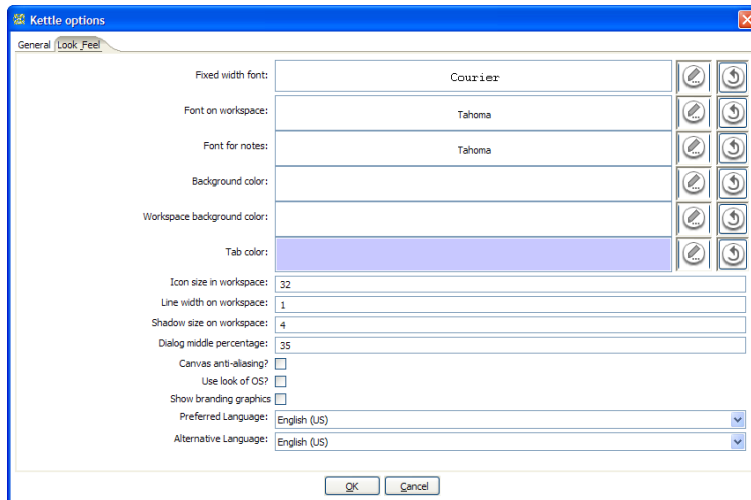 Kettle options
General Look_Feel
Fixed width font: Courier
Font on workspace: Tahoma
Font for notes: Tahoma
Background color:
Workspace background color:
Tab color:
Icon size in workspace: 32
Line width on workspace: 1
Shadow size on workspace: 4
Dialog middle percentage: 35
Canvas anti-aliasing?
Use look of OS?
Show branding graphics
Preferred Language: English (US)
Alternative Language: English (US)
OK Cancel